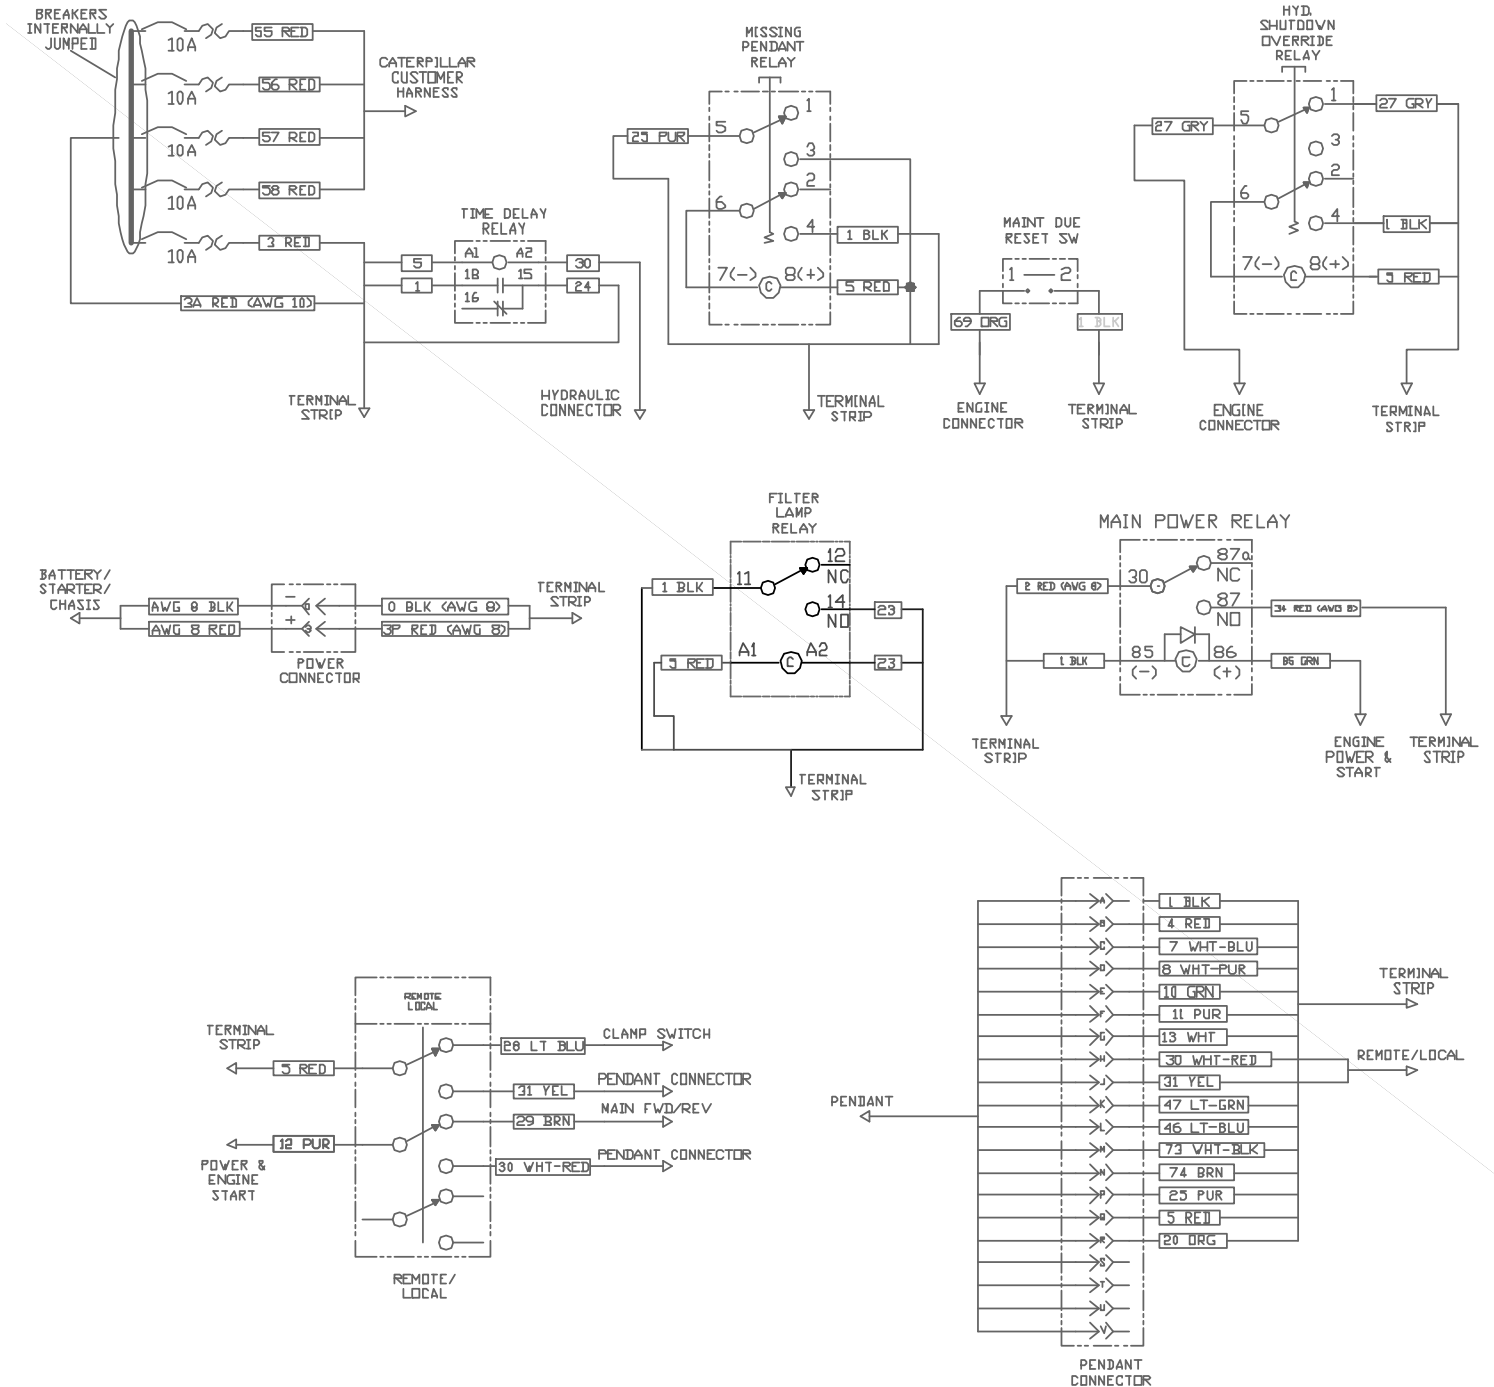 BREAKERS
INTERNALLY
JUMPED
10A
55 RED
10A
56 RED
10A
57 RED
10A
58 RED
10A
3 RED
CATERPILLAR
CUSTOMER
HARNESS
3A RED (AWG 10)
TERMINAL
STRIP
TIME DELAY
RELAY
5
A1
A2
30
1
18
15
24
16
HYDRAULIC
CONNECTOR
MISSING
PENDANT
RELAY
25 PUR
5
1
3
2
6
4
1 BLK
7(-)
C
8(+)
5 RED
TERMINAL
STRIP
MAINT DUE
RESET SW
1
2
69 ORG
1 BLK
ENGINE
CONNECTOR
TERMINAL
STRIP
HYD.
SHUTDOWN
OVERRIDE
RELAY
27 GRY
5
1
27 GRY
3
2
6
4
1 BLK
7(-)
C
8(+)
5 RED
ENGINE
CONNECTOR
TERMINAL
STRIP
BATTERY/
STARTER/
CHASIS
AWG 8 BLK
-
0 BLK (AWG 8)
AWG 8 RED
+
3P RED (AWG 8)
TERMINAL
STRIP
POWER
CONNECTOR
FILTER
LAMP
RELAY
1 BLK
11
12
NC
14
NO
23
5 RED
A1
C
A2
23
TERMINAL
STRIP
MAIN POWER RELAY
2 RED (AWG 8)
30
87a
NC
87
NO
34 RED (AWG 8)
1 BLK
85
(-)
C
86
(+)
86 GRN
TERMINAL
STRIP
ENGINE
POWER &
START
TERMINAL
STRIP
REMOTE
LOCAL
TERMINAL
STRIP
5 RED
12 PUR
POWER &
ENGINE
START
28 LT BLU
CLAMP SWITCH
31 YEL
PENDANT CONNECTOR
29 BRN
MAIN FWD/REV
30 WHT-RED
PENDANT CONNECTOR
REMOTE/
LOCAL
PENDANT
A
1 BLK
B
4 RED
C
7 WHT-BLU
D
8 WHT-PUR
E
10 GRN
F
11 PUR
G
13 WHT
H
30 WHT-RED
J
31 YEL
K
47 LT-GRN
L
46 LT-BLU
M
73 WHT-BLK
N
74 BRN
P
25 PUR
Q
5 RED
R
20 ORG
S
T
U
V
TERMINAL
STRIP
REMOTE/LOCAL
PENDANT
CONNECTOR